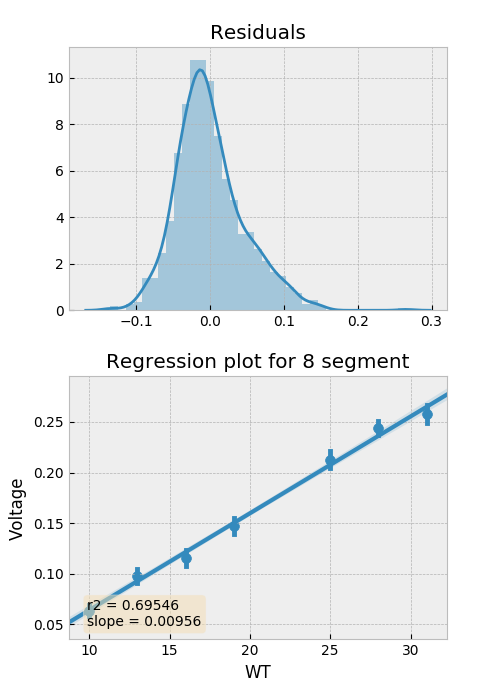 Residuals
10
8
6
4
2
0
−0.1 0.0 0.1 0.2 0.3
Regression plot for 8 segment
Voltage
0.25
0.20
0.15
0.10
0.05
r2 = 0.69546
slope = 0.00956
10 15 20 25 30
WT